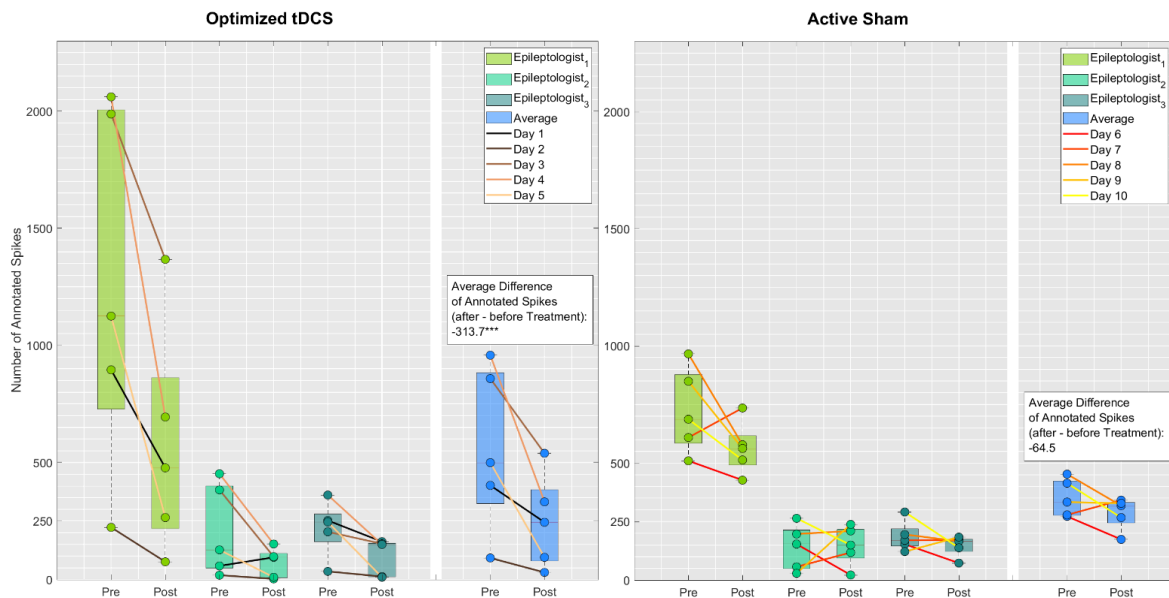 Optimized tDCS
Active Sham
Number of Annotated Spikes
2000
1500
1000
500
250
0
Pre
Post
Pre
Post
Pre
Post
Pre
Post
Epileptologist1
Epileptologist2
Epileptologist3
Average
Day 1
Day 2
Day 3
Day 4
Day 5
Average Difference
of Annotated Spikes
(after - before Treatment):
-313.7***
2000
1500
1000
500
250
0
Pre
Post
Pre
Post
Pre
Post
Pre
Post
Epileptologist1
Epileptologist2
Epileptologist3
Average
Day 6
Day 7
Day 8
Day 9
Day 10
Average Difference
of Annotated Spikes
(after - before Treatment):
-64.5